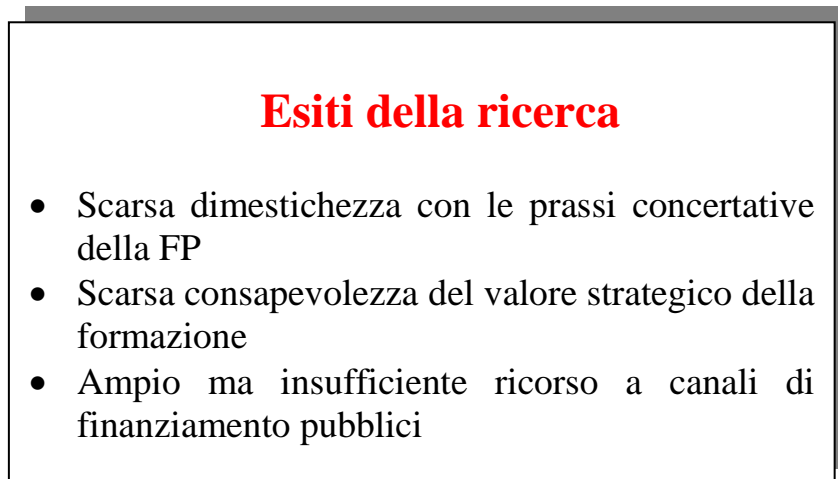 Esiti della ricerca
• Scarsa dimestichezza con le prassi concertative
della FP
• Scarsa consapevolezza del valore strategico della
formazione
• Ampio ma insufficiente ricorso a canali di
finanziamento pubblici